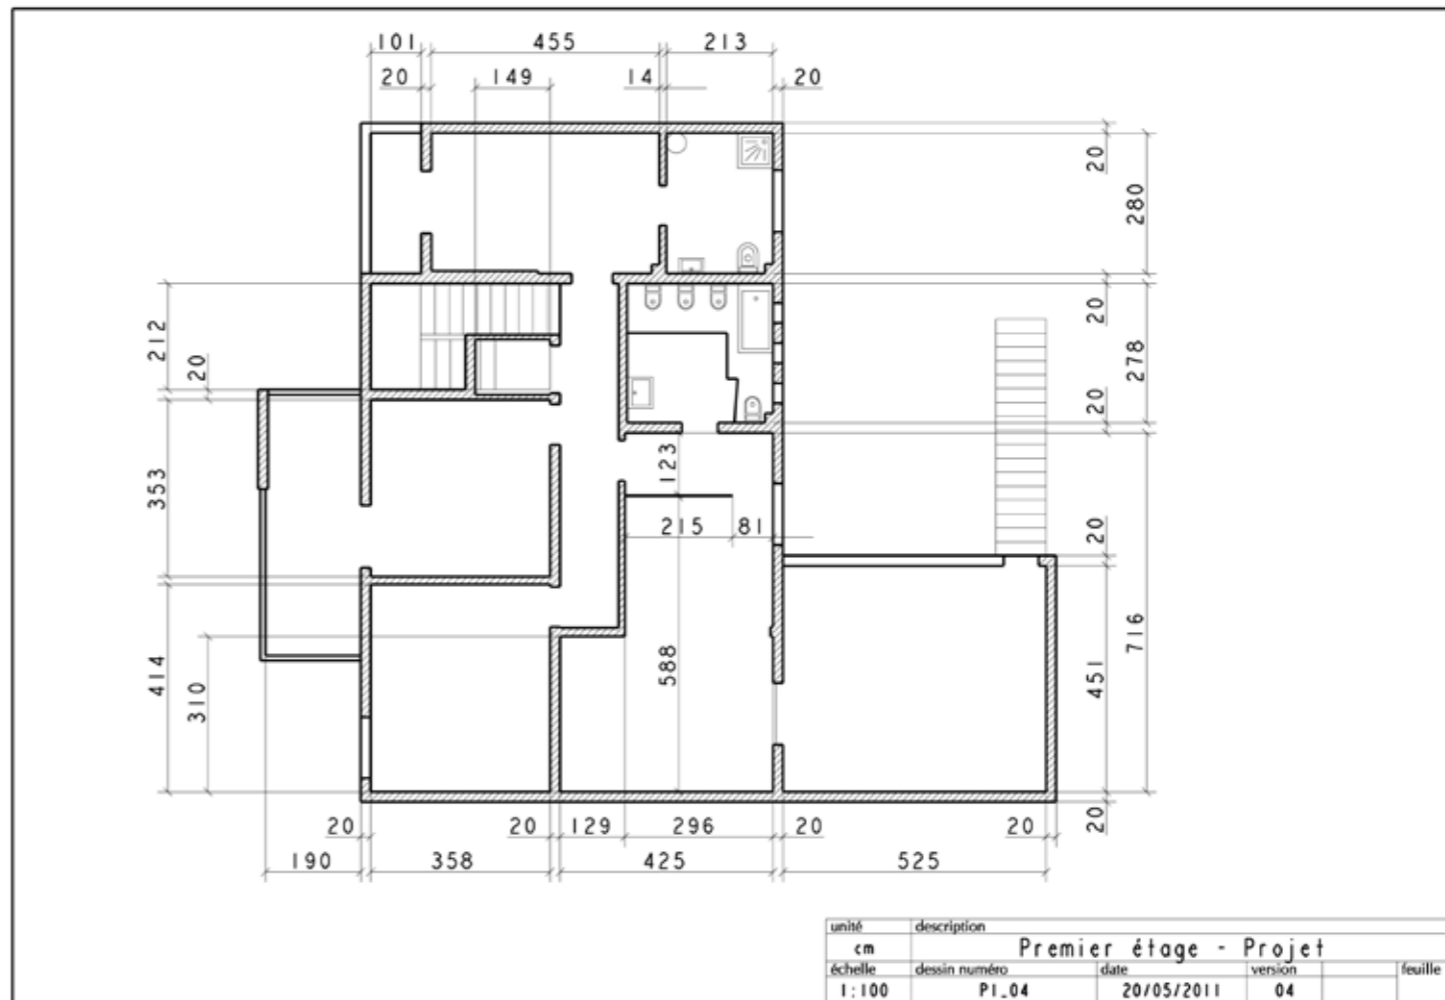 101 455 213
20 149 14 20
20
280
20
212
20
278
20
353
123
20
215 81
716
588
414
310
451
20
20 20 129 296 20 20
190 358 425 525
unité description
cm Premier étage - Projet
échelle dessin numéro date version feuille
1:100 P1_04 20/05/2011 04